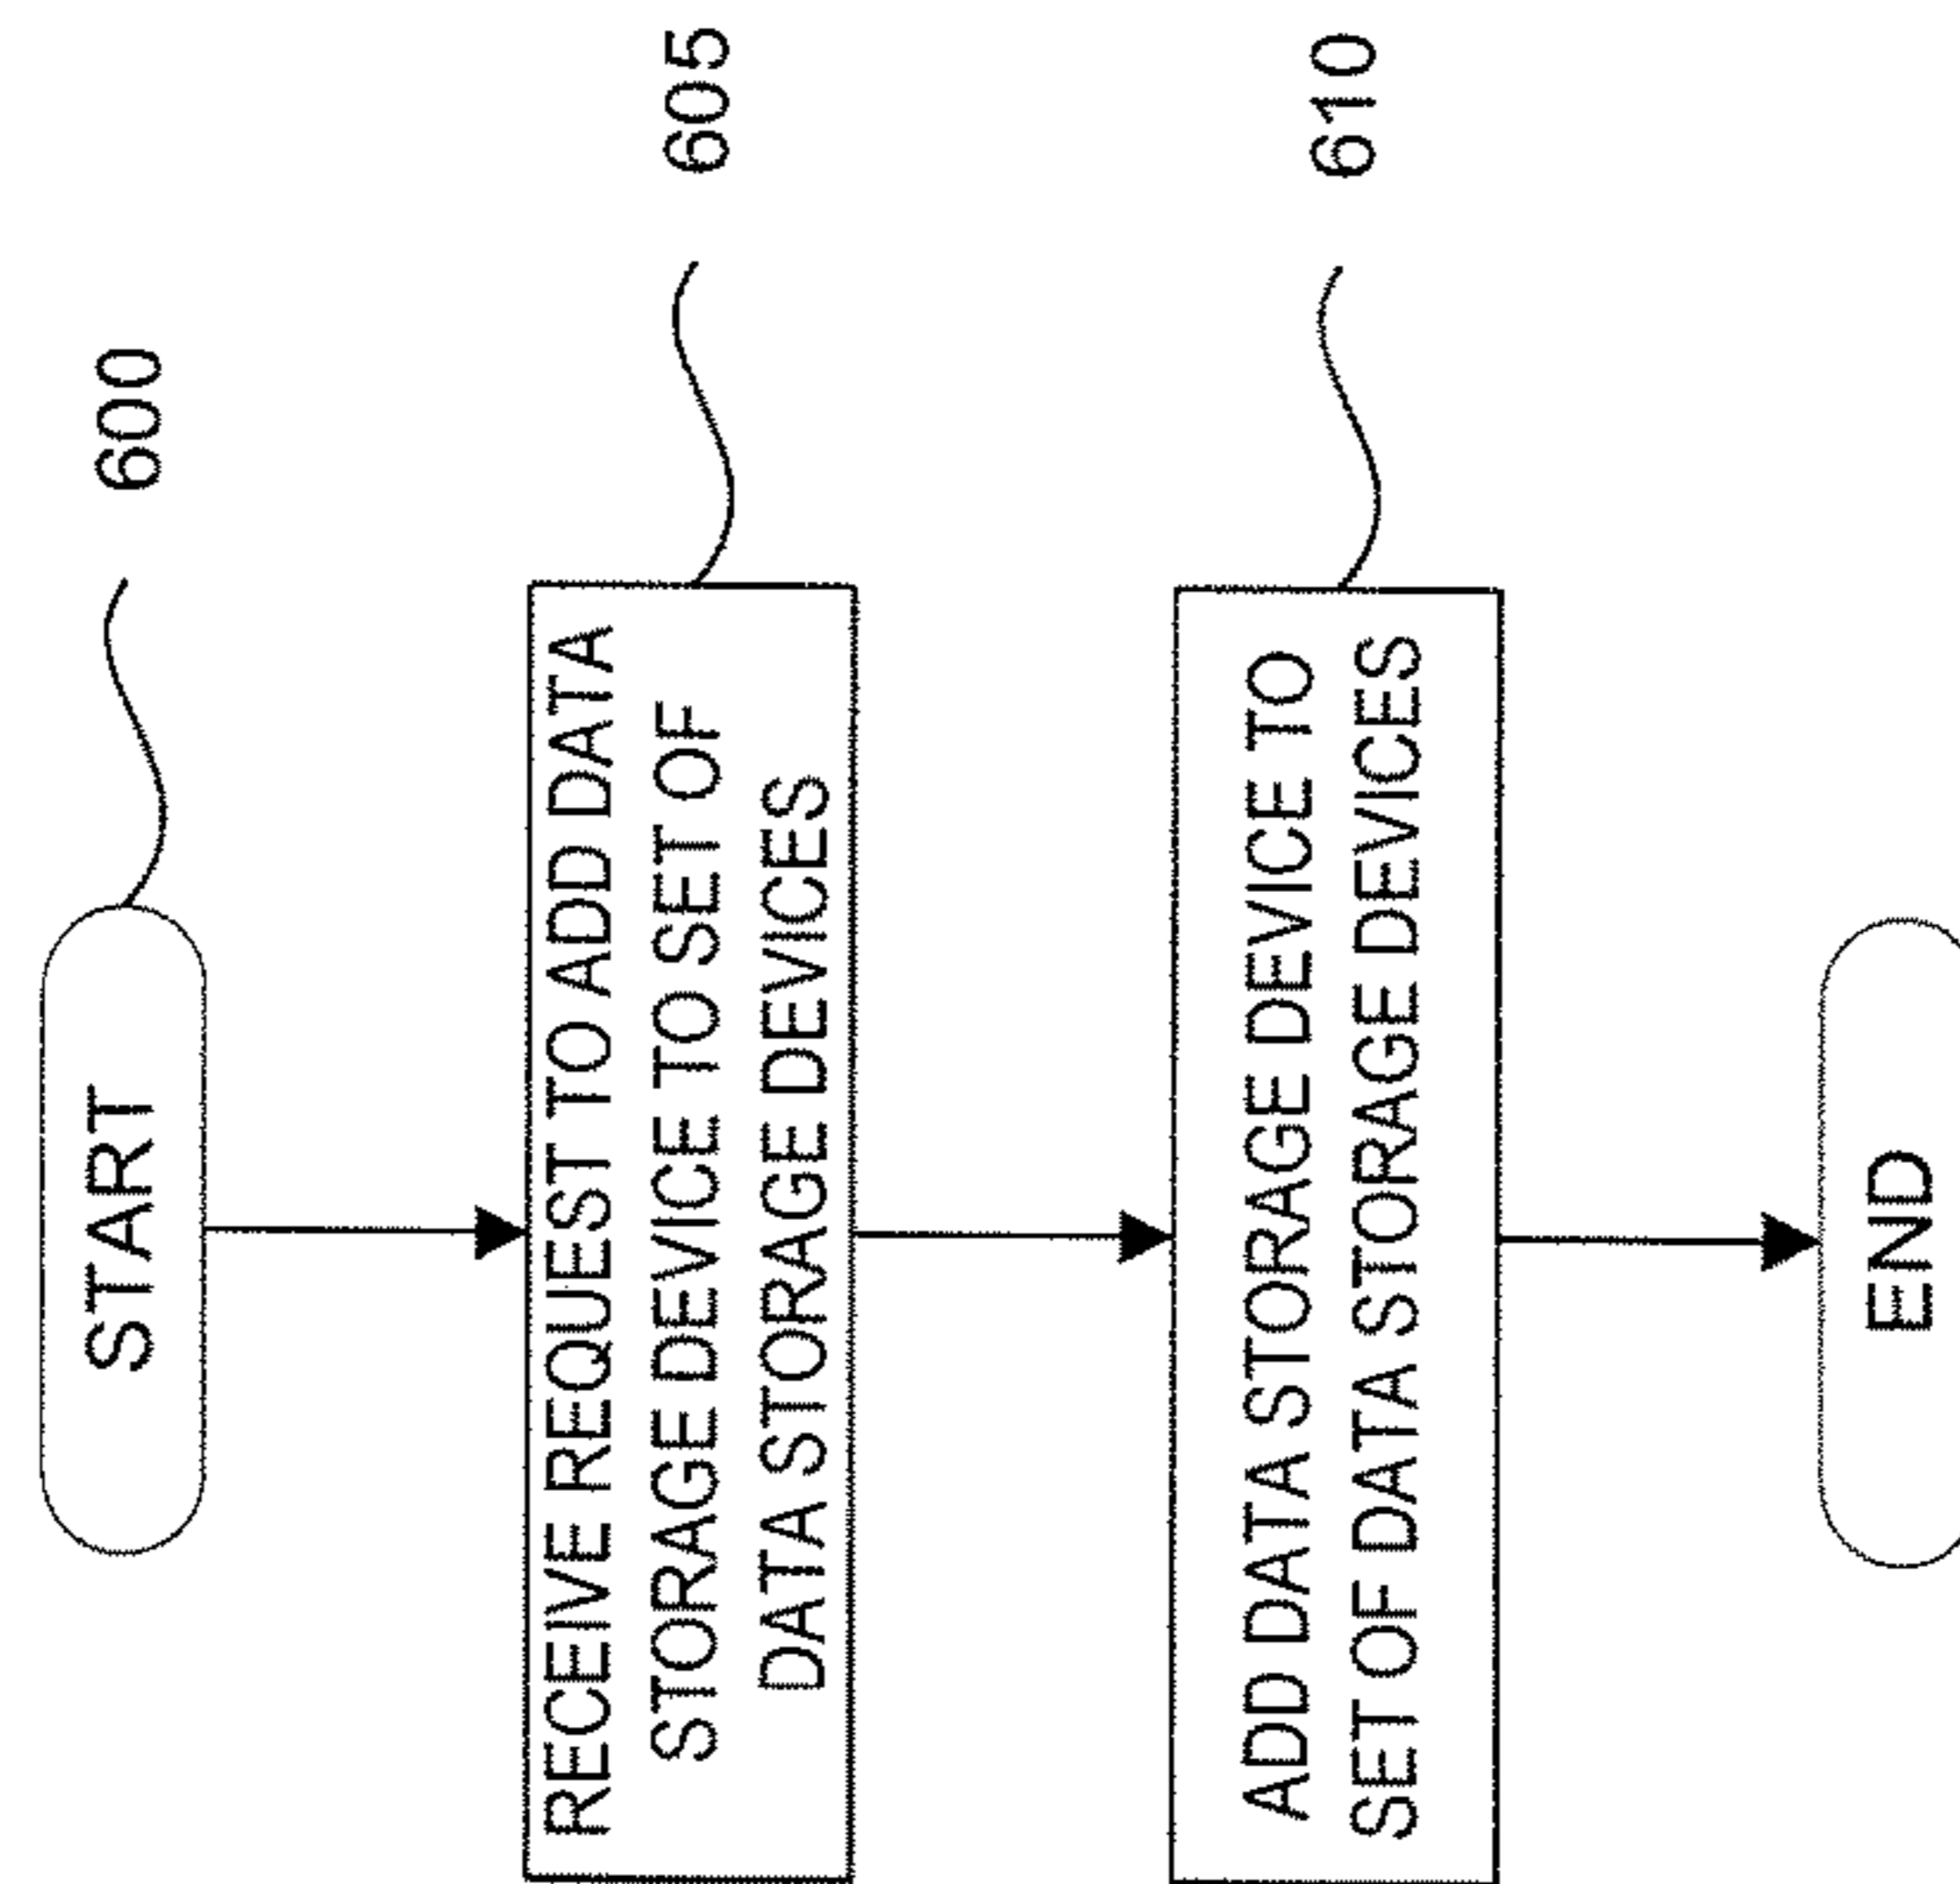 START
600
RECEIVE REQUEST TO ADD DATA
STORAGE DEVICE TO SET OF
DATA STORAGE DEVICES
605
ADD DATA STORAGE DEVICE TO
SET OF DATA STORAGE DEVICES
610
END